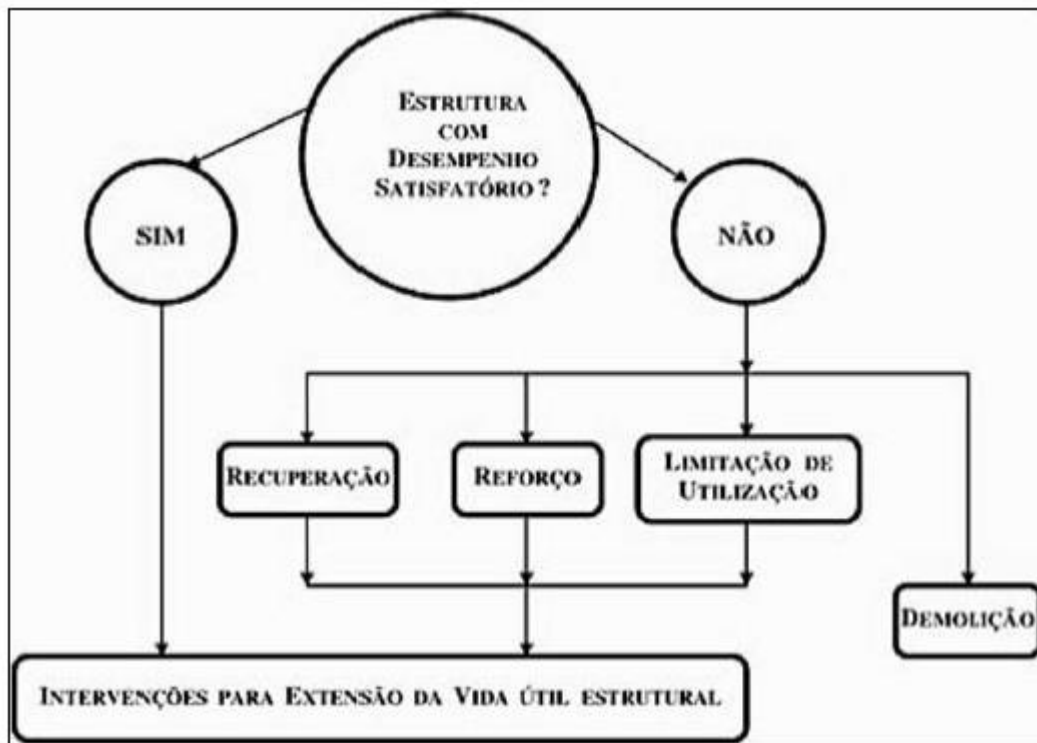 ESTRUTURA
COM
DESEMPENHO
SATISFATÓRIO ?
SIM
NÃO
RECUPERAÇÃO
REFORÇO
LIMITAÇÃO DE
UTILIZAÇÃO
DEMOLIÇÃO
INTERVENÇÕES PARA EXTENSÃO DA VIDA ÚTIL ESTRUTURAL